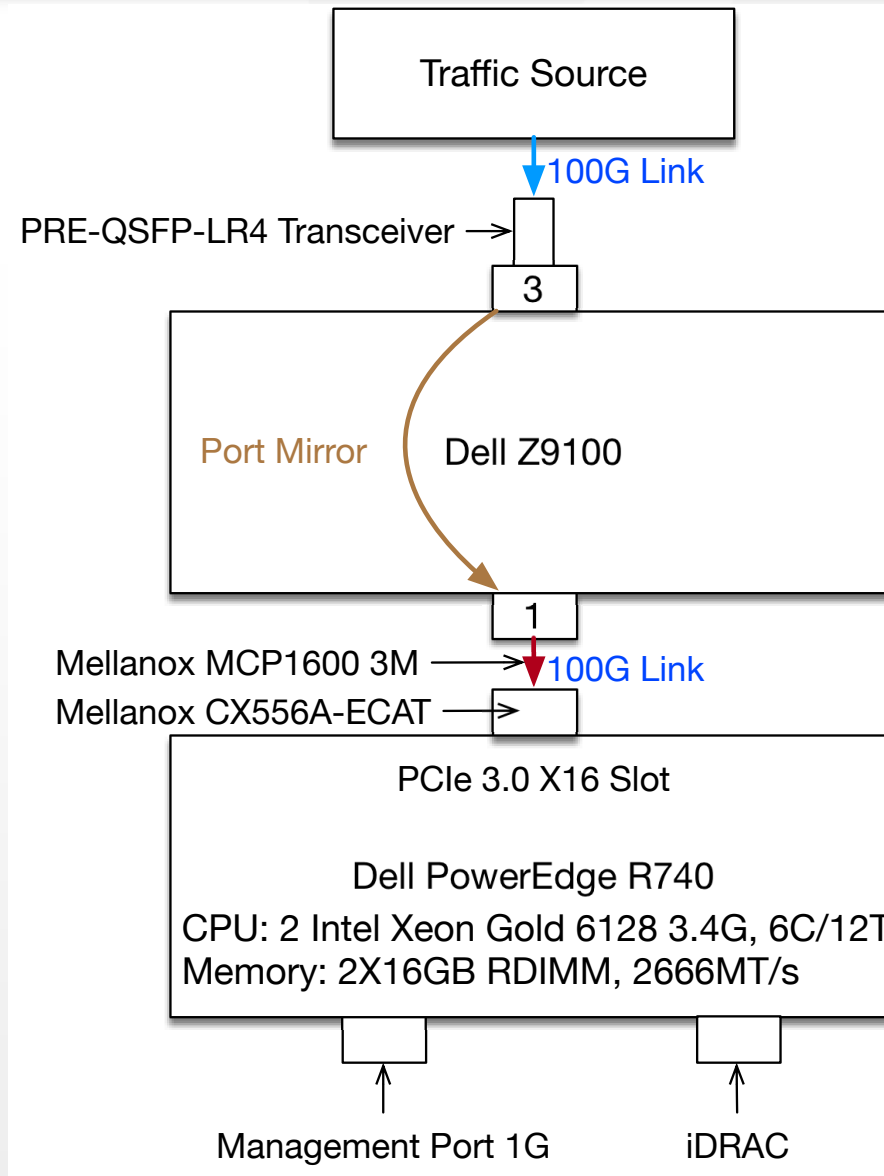 Traffic Source
100G Link
PRE-QSFP-LR4 Transceiver
3
Port Mirror
Dell Z9100
1
Mellanox MCP1600 3M
100G Link
Mellanox CX556A-ECAT
PCIe 3.0 X16 Slot
Dell PowerEdge R740
CPU: 2 Intel Xeon Gold 6128 3.4G, 6C/12T
Memory: 2X16GB RDIMM, 2666MT/s
Management Port 1G
iDRAC